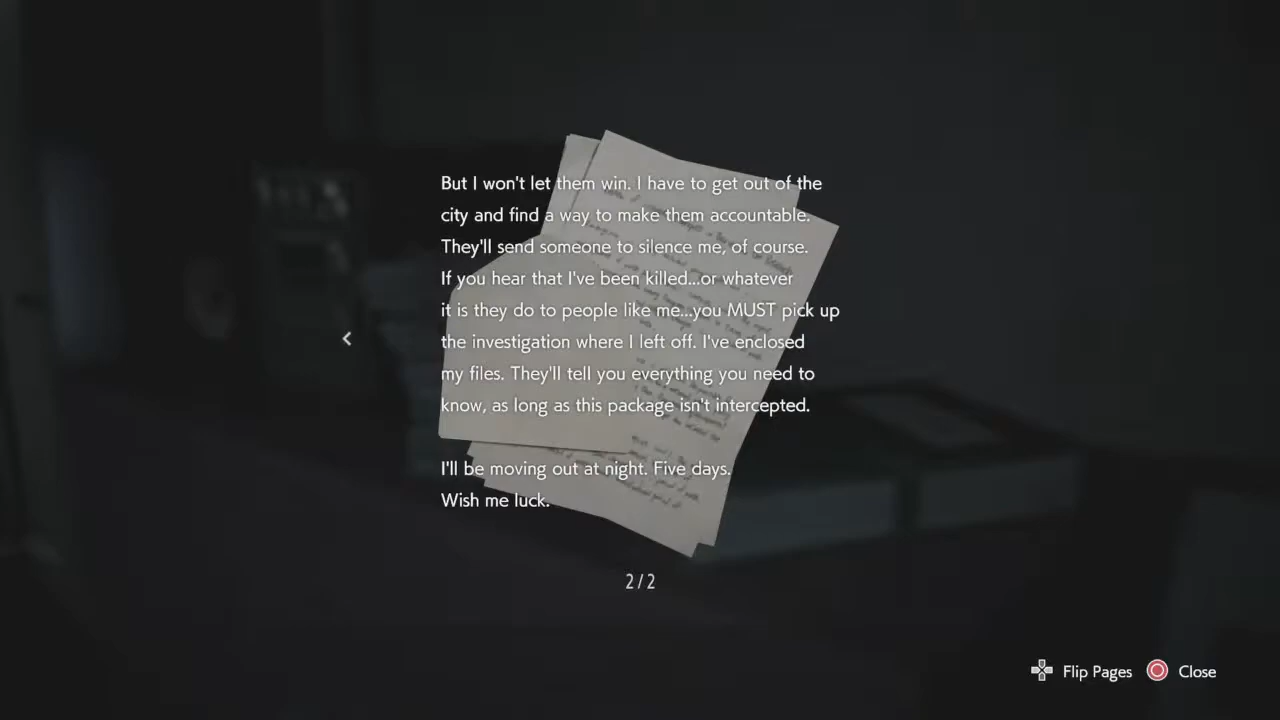 But I won't let them win. I have to get out of the
city and find a way to make them accountable.
They'll send someone to silence me, of course.
If you hear that I've been killed...or whatever
it is they do to people like me...you MUST pick up
the investigation where I left off. I've enclosed
my files. They'll tell you everything you need to
know, as long as this package isn't intercepted.
I'll be moving out at night. Five days.
Wish me luck.
2/2
Flip Pages Close